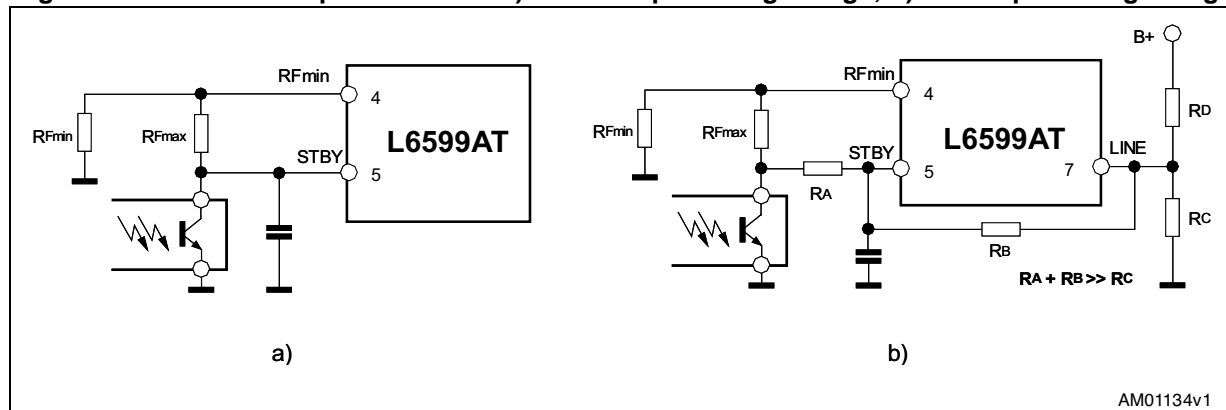 B+
RFmin
4
RFmin
RFmax
L6599AT
STBY
5
a)
RFmin
4
RFmin
RFmax
L6599AT
STBY
5
RA
7
LINE
RD
RC
RB
RA + RB >> RC
b)
AM01134v1